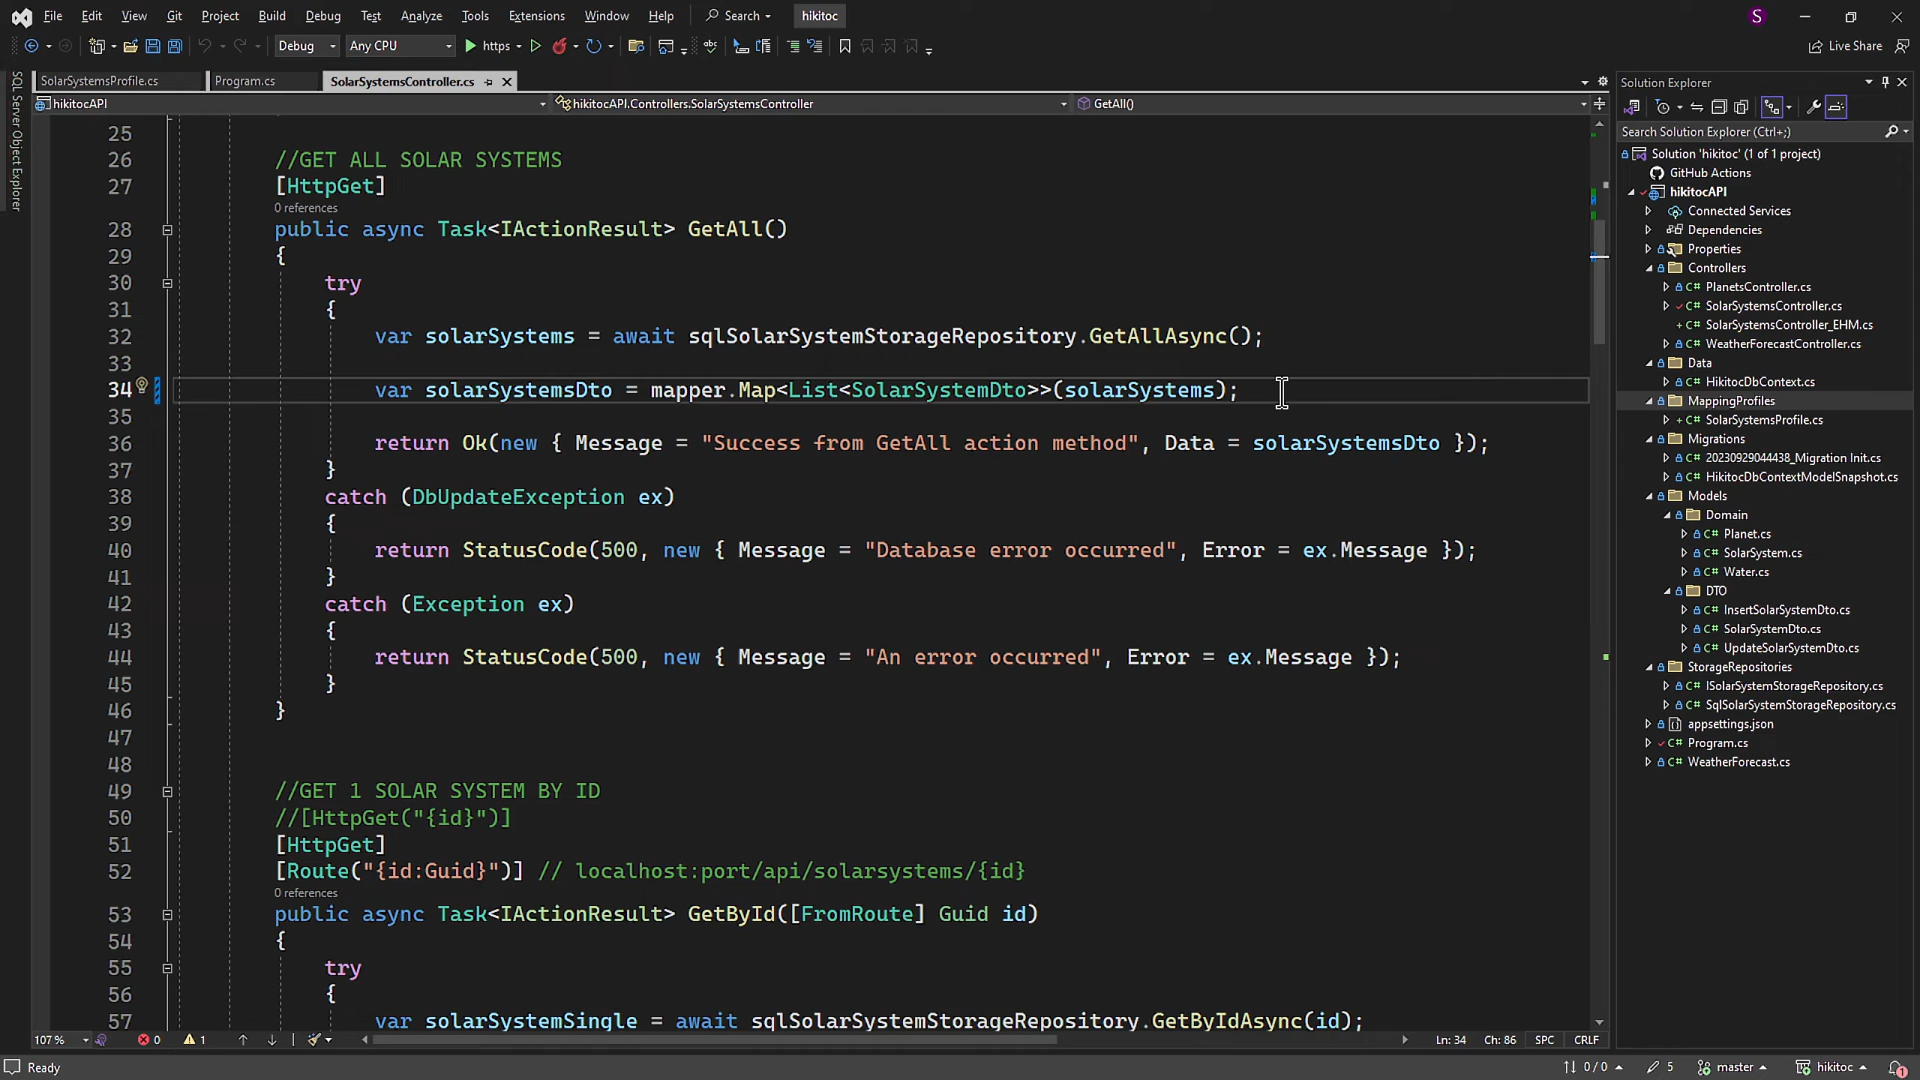 File Edit View Git Project Build Debug Test Analyze Tools Extensions Window Help Search hikitoc S
Debug Any CPU https Live Share
SolarSystemsProfile.cs Program.cs SolarSystemsController.cs
hikitocAPI hikitocAPI.Controllers.SolarSystemsController GetAll()
SQL Server Object Explorer
25
26 //GET ALL SOLAR SYSTEMS
27 [HttpGet]
0 references
28 public async Task<IActionResult> GetAll()
29 {
30 try
31 {
32 var solarSystems = await sqlSolarSystemStorageRepository.GetAllAsync();
33
34 var solarSystemsDto = mapper.Map<List<SolarSystemDto>>(solarSystems);
35
36 return Ok(new { Message = "Success from GetAll action method", Data = solarSystemsDto });
37 }
38 catch (DbUpdateException ex)
39 {
40 return StatusCode(500, new { Message = "Database error occurred", Error = ex.Message });
41 }
42 catch (Exception ex)
43 {
44 return StatusCode(500, new { Message = "An error occurred", Error = ex.Message });
45 }
46 }
47
48
49 //GET 1 SOLAR SYSTEM BY ID
50 //[HttpGet("{id}")]
51 [HttpGet]
52 [Route("{id:Guid}")] // localhost:port/api/solarsystems/{id}
0 references
53 public async Task<IActionResult> GetById([FromRoute] Guid id)
54 {
55 try
56 {
57 var solarSystemSingle = await sqlSolarSystemStorageRepository.GetByIdAsync(id);
Solution Explorer
Search Solution Explorer (Ctrl+;)
Solution 'hikitoc' (1 of 1 project)
GitHub Actions
hikitocAPI
Connected Services
Dependencies
Properties
Controllers
C# PlanetsController.cs
C# SolarSystemsController.cs
C# SolarSystemsController_EHM.cs
C# WeatherForecastController.cs
Data
C# HikitocDbContext.cs
MappingProfiles
C# SolarSystemsProfile.cs
Migrations
C# 20230929044438_Migration Init.cs
C# HikitocDbContextModelSnapshot.cs
Models
Domain
C# Planet.cs
C# SolarSystem.cs
C# Water.cs
DTO
C# InsertSolarSystemDto.cs
C# SolarSystemDto.cs
C# UpdateSolarSystemDto.cs
StorageRepositories
C# ISolarSystemStorageRepository.cs
C# SqlSolarSystemStorageRepository.cs
appsettings.json
C# Program.cs
C# WeatherForecast.cs
107 % 0 1 Ln: 34 Ch: 86 SPC CRLF
Ready 0 / 0 5 master hikitoc 1